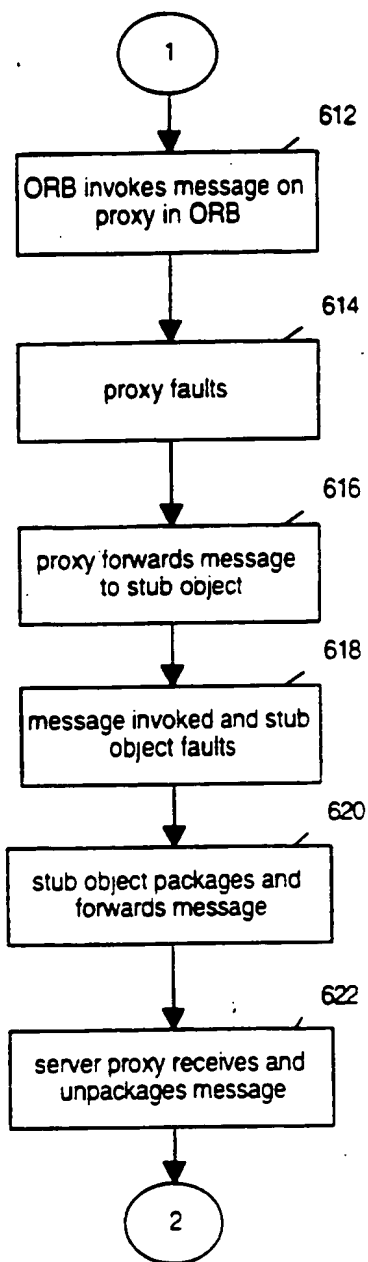 1
612
ORB invokes message on
proxy in ORB
614
proxy faults
616
proxy forwards message
to stub object
618
message invoked and stub
object faults
620
stub object packages and
forwards message
622
server proxy receives and
unpackages message
2